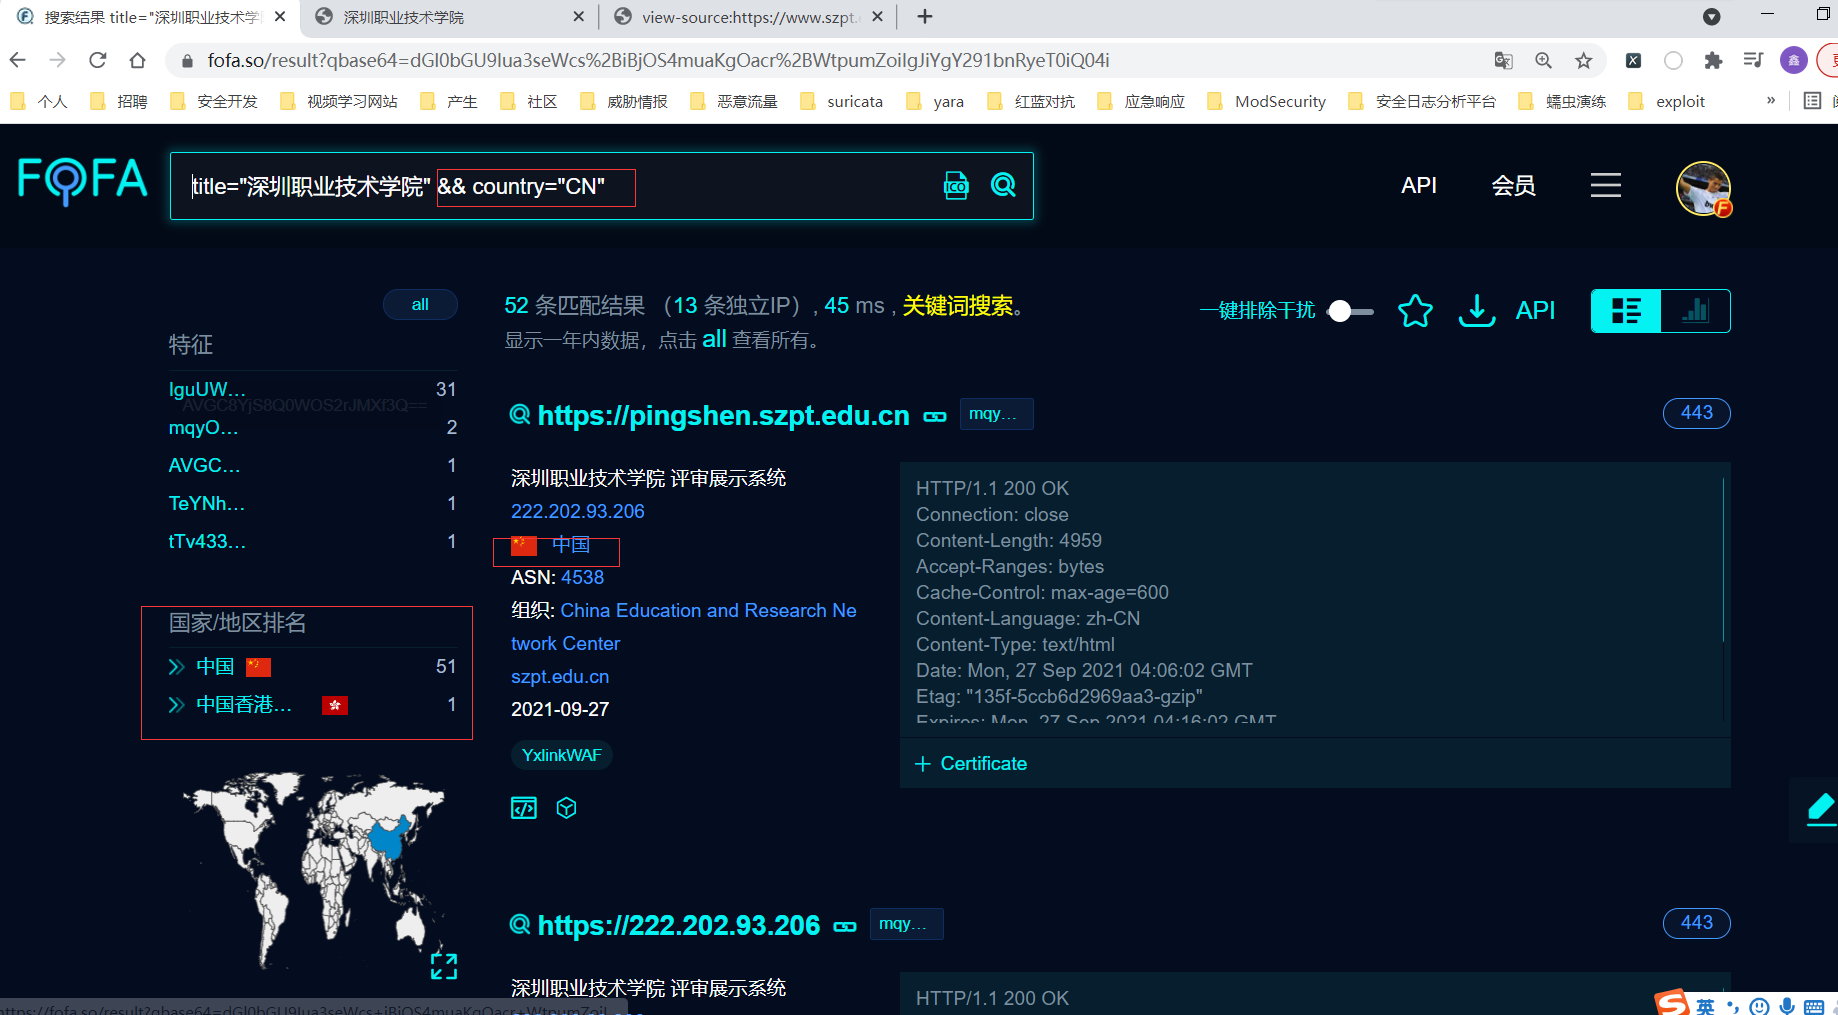 搜索结果 title="深圳职业技术学
深圳职业技术学院
view-source:https://www.szpt.
fofa.so/result?qbase64=dGl0bGU9Iua3seWcs%2BiBjOS4muaKgOacr%2BWtpumZoiIgJiYgY291bnRyeT0iQ04i
个人
招聘
安全开发
视频学习网站
产生
社区
威胁情报
恶意流量
suricata
yara
红蓝对抗
应急响应
ModSecurity
安全日志分析平台
蠕虫演练
exploit
»
FOFA
title="深圳职业技术学院" && country="CN"
ICO
API
会员
all
52 条匹配结果 （13 条独立IP）, 45 ms , 关键词搜索。
显示一年内数据，点击 all 查看所有。
一键排除干扰
API
特征
IguUW... 31
AVGC8YjS8Q0WOS2rJMXf3Q==
mqyO... 2
AVGC... 1
TeYNh... 1
tTv433... 1
国家/地区排名
中国 51
中国香港... 1
https://pingshen.szpt.edu.cn mqy... 443
深圳职业技术学院 评审展示系统
222.202.93.206
中国
ASN: 4538
组织: China Education and Research Ne
twork Center
szpt.edu.cn
2021-09-27
YxlinkWAF
HTTP/1.1 200 OK
Connection: close
Content-Length: 4959
Accept-Ranges: bytes
Cache-Control: max-age=600
Content-Language: zh-CN
Content-Type: text/html
Date: Mon, 27 Sep 2021 04:06:02 GMT
Etag: "135f-5ccb6d2969aa3-gzip"
Expires: Mon, 27 Sep 2021 04:16:02 GMT
+ Certificate
https://222.202.93.206 mqy... 443
深圳职业技术学院 评审展示系统
HTTP/1.1 200 OK
英